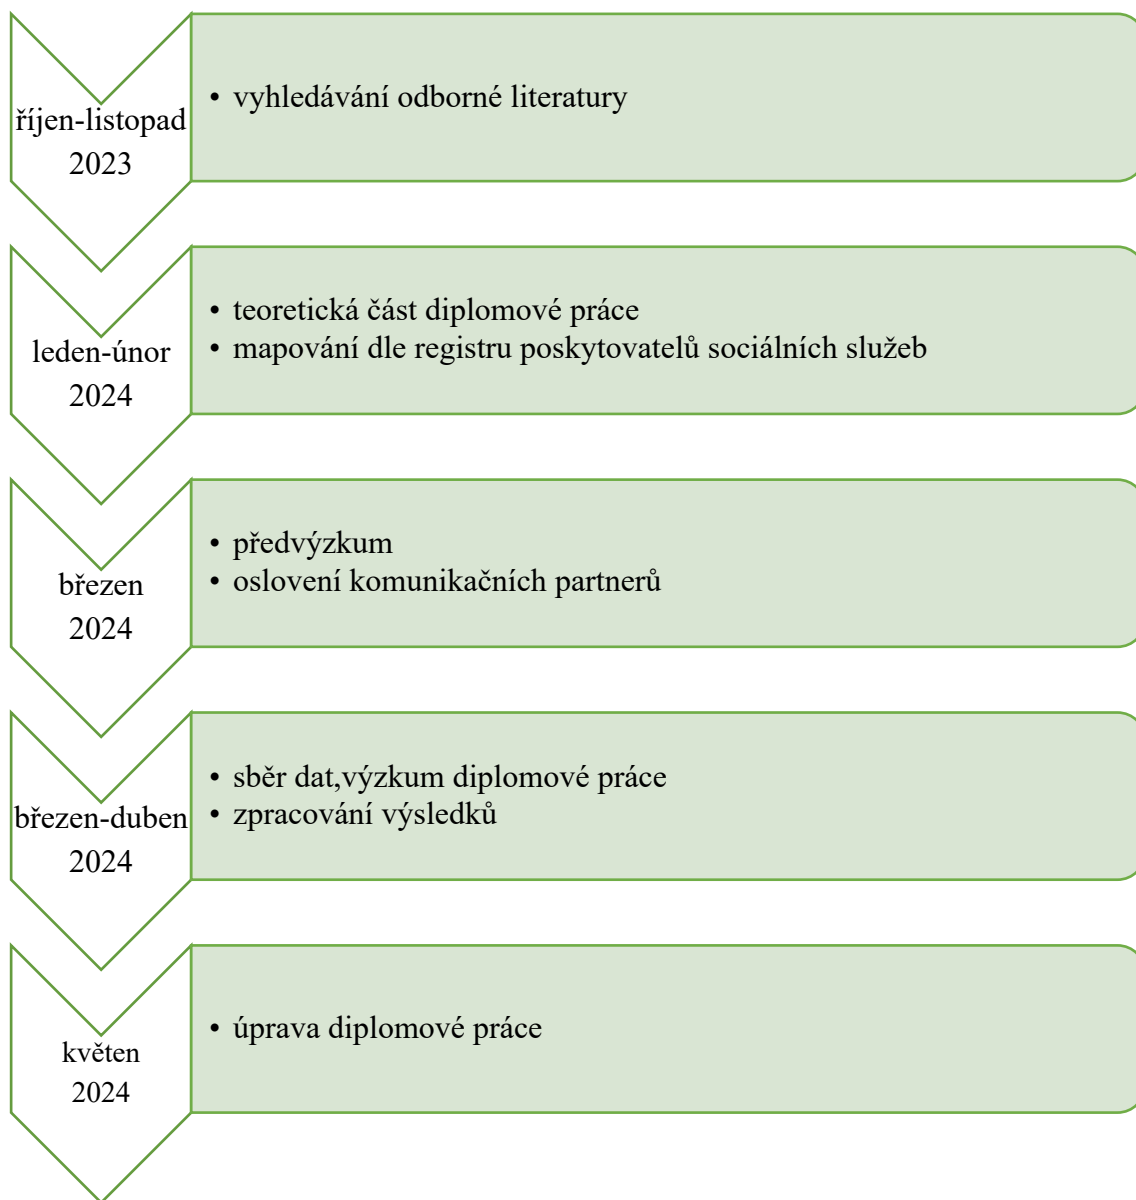 říjen-listopad
2023
• vyhledávání odborné literatury
leden-únor
2024
• teoretická část diplomové práce
• mapování dle registru poskytovatelů sociálních služeb
březen
2024
• předvýzkum
• oslovení komunikačních partnerů
březen-duben
2024
• sběr dat,výzkum diplomové práce
• zpracování výsledků
květen
2024
• úprava diplomové práce